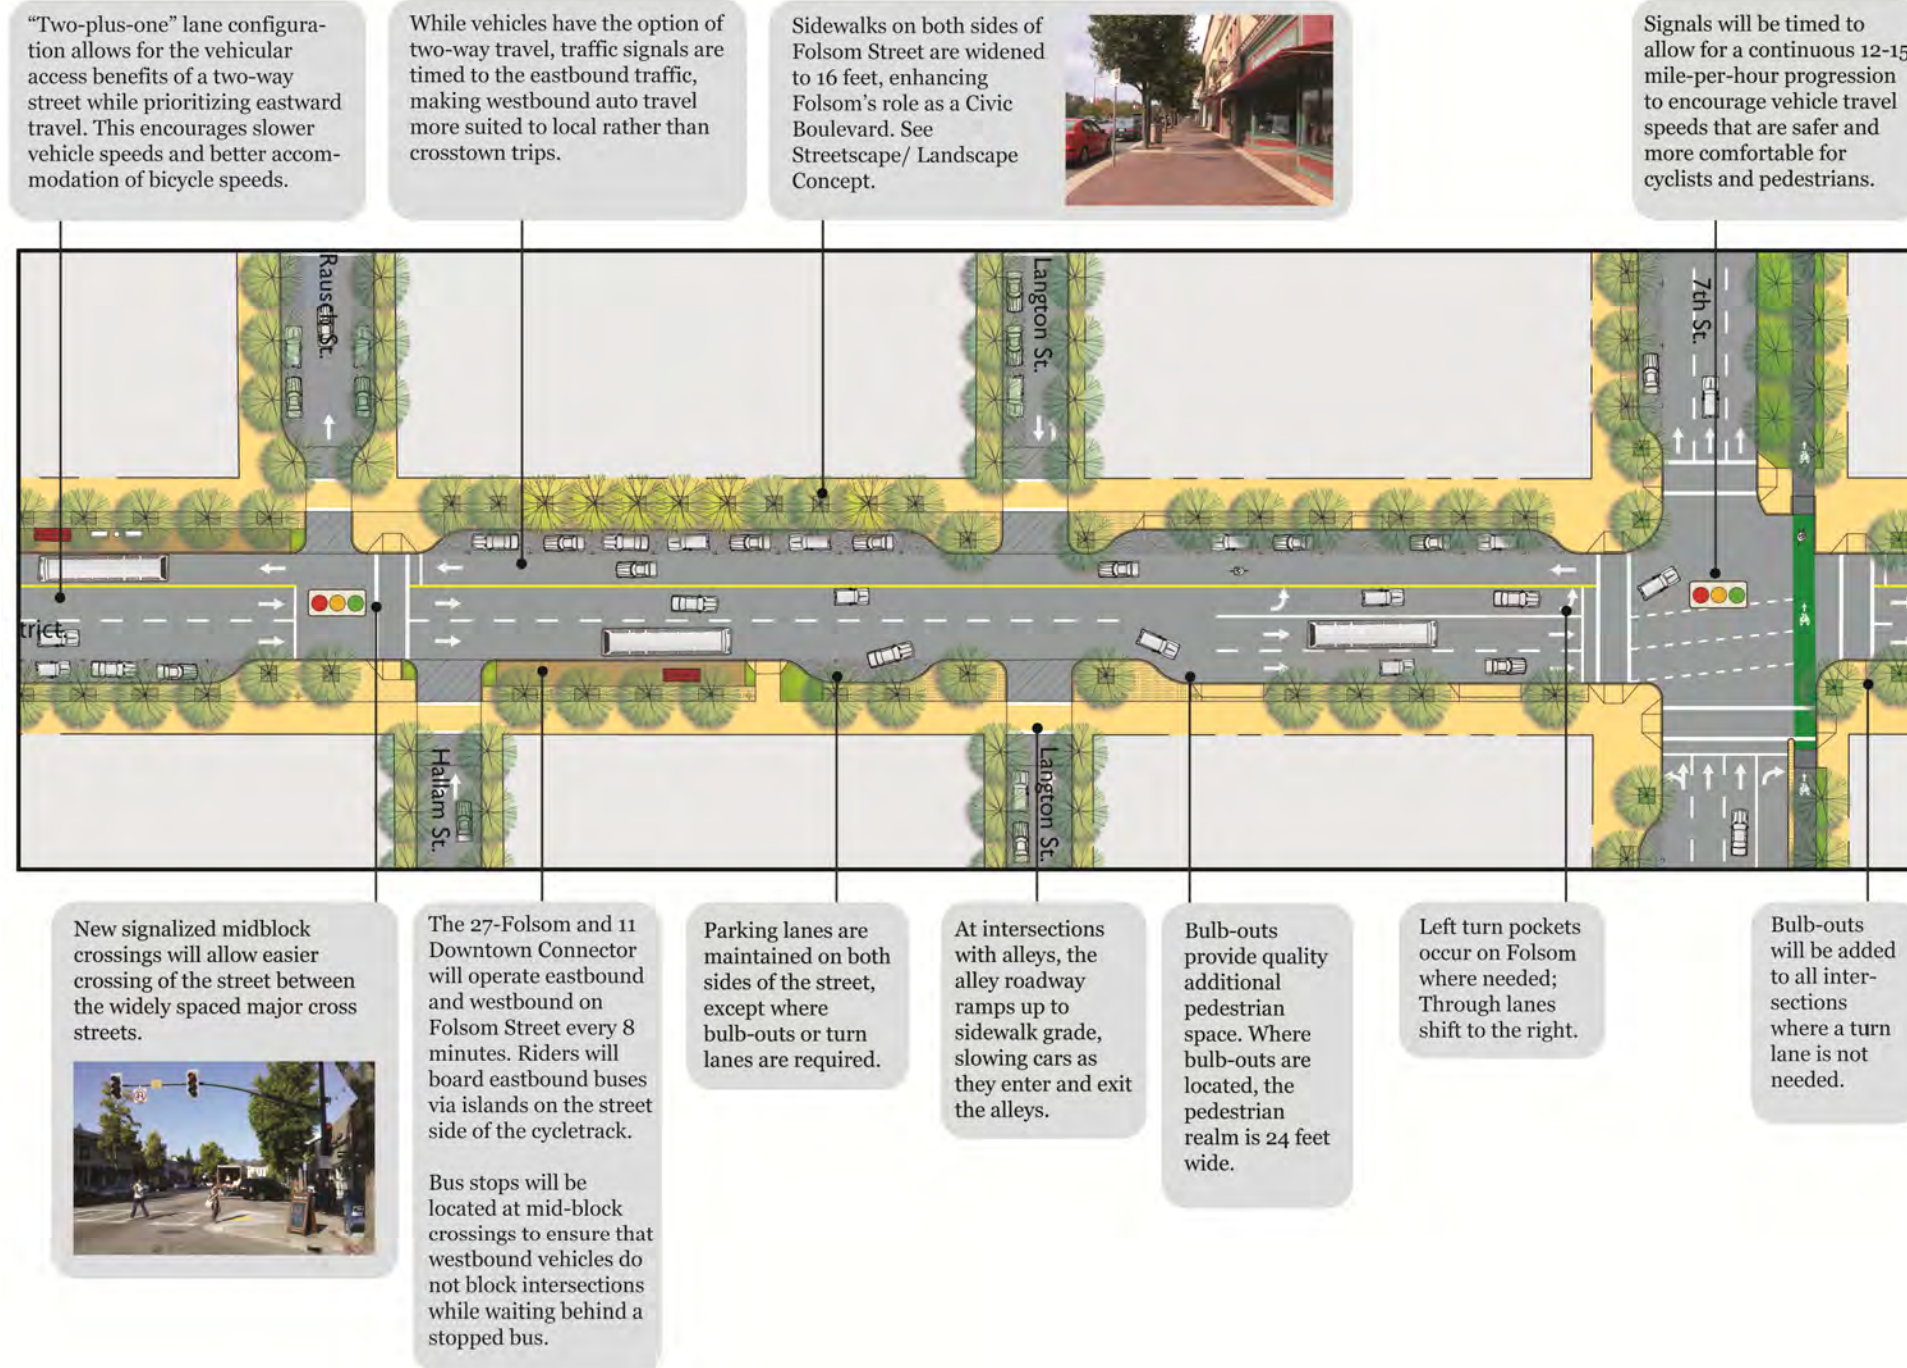 “Two-plus-one” lane configura-
tion allows for the vehicular
access benefits of a two-way
street while prioritizing eastward
travel. This encourages slower
vehicle speeds and better accom-
modation of bicycle speeds.
While vehicles have the option of
two-way travel, traffic signals are
timed to the eastbound traffic,
making westbound auto travel
more suited to local rather than
crosstown trips.
Sidewalks on both sides of
Folsom Street are widened
to 16 feet, enhancing
Folsom’s role as a Civic
Boulevard. See
Streetscape/ Landscape
Concept.
Signals will be timed to
allow for a continuous 12-15
mile-per-hour progression
to encourage vehicle travel
speeds that are safer and
more comfortable for
cyclists and pedestrians.
Rausch St.
Langton St.
7th St.
trict.
Hallam St.
Langton St.
New signalized midblock
crossings will allow easier
crossing of the street between
the widely spaced major cross
streets.
The 27-Folsom and 11
Downtown Connector
will operate eastbound
and westbound on
Folsom Street every 8
minutes. Riders will
board eastbound buses
via islands on the street
side of the cycletrack.
Bus stops will be
located at mid-block
crossings to ensure that
westbound vehicles do
not block intersections
while waiting behind a
stopped bus.
Parking lanes are
maintained on both
sides of the street,
except where
bulb-outs or turn
lanes are required.
At intersections
with alleys, the
alley roadway
ramps up to
sidewalk grade,
slowing cars as
they enter and exit
the alleys.
Bulb-outs
provide quality
additional
pedestrian
space. Where
bulb-outs are
located, the
pedestrian
realm is 24 feet
wide.
Left turn pockets
occur on Folsom
where needed;
Through lanes
shift to the right.
Bulb-outs
will be added
to all inter-
sections
where a turn
lane is not
needed.